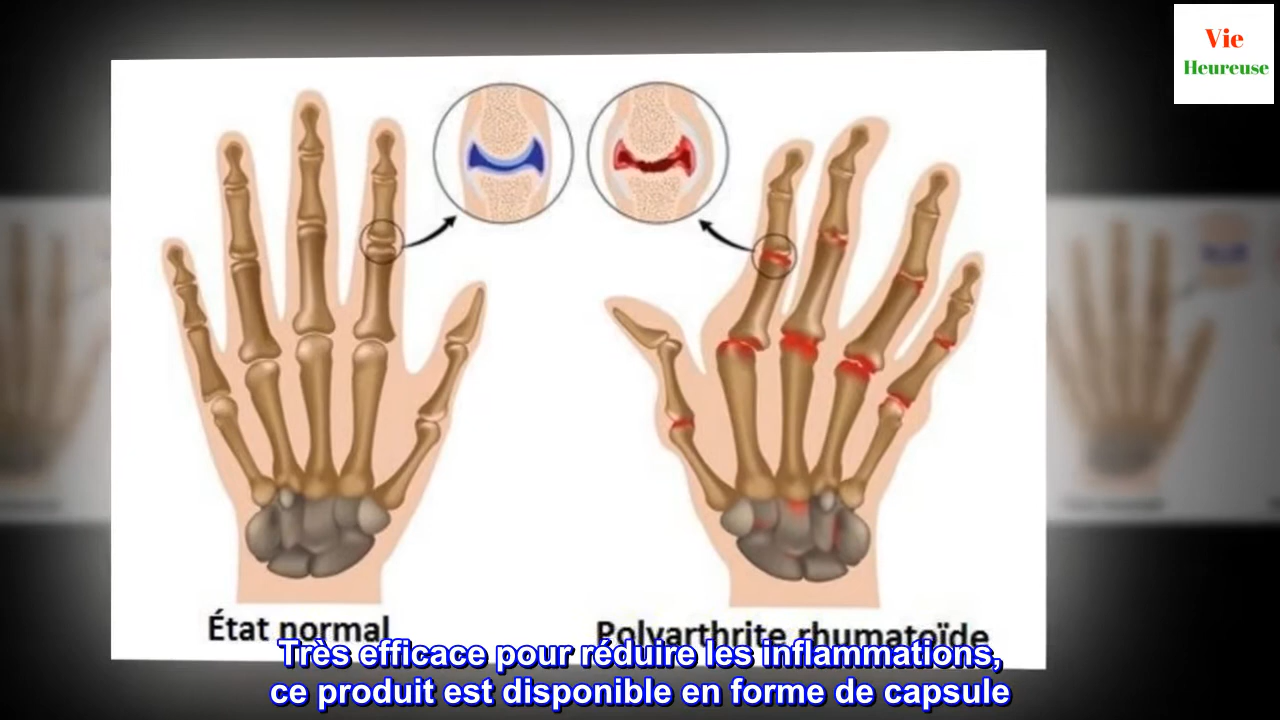 Vie
Heureuse
État normal
Polyarthrite rhumatoïde
Très efficace pour réduire les inflammations,
ce produit est disponible en forme de capsule